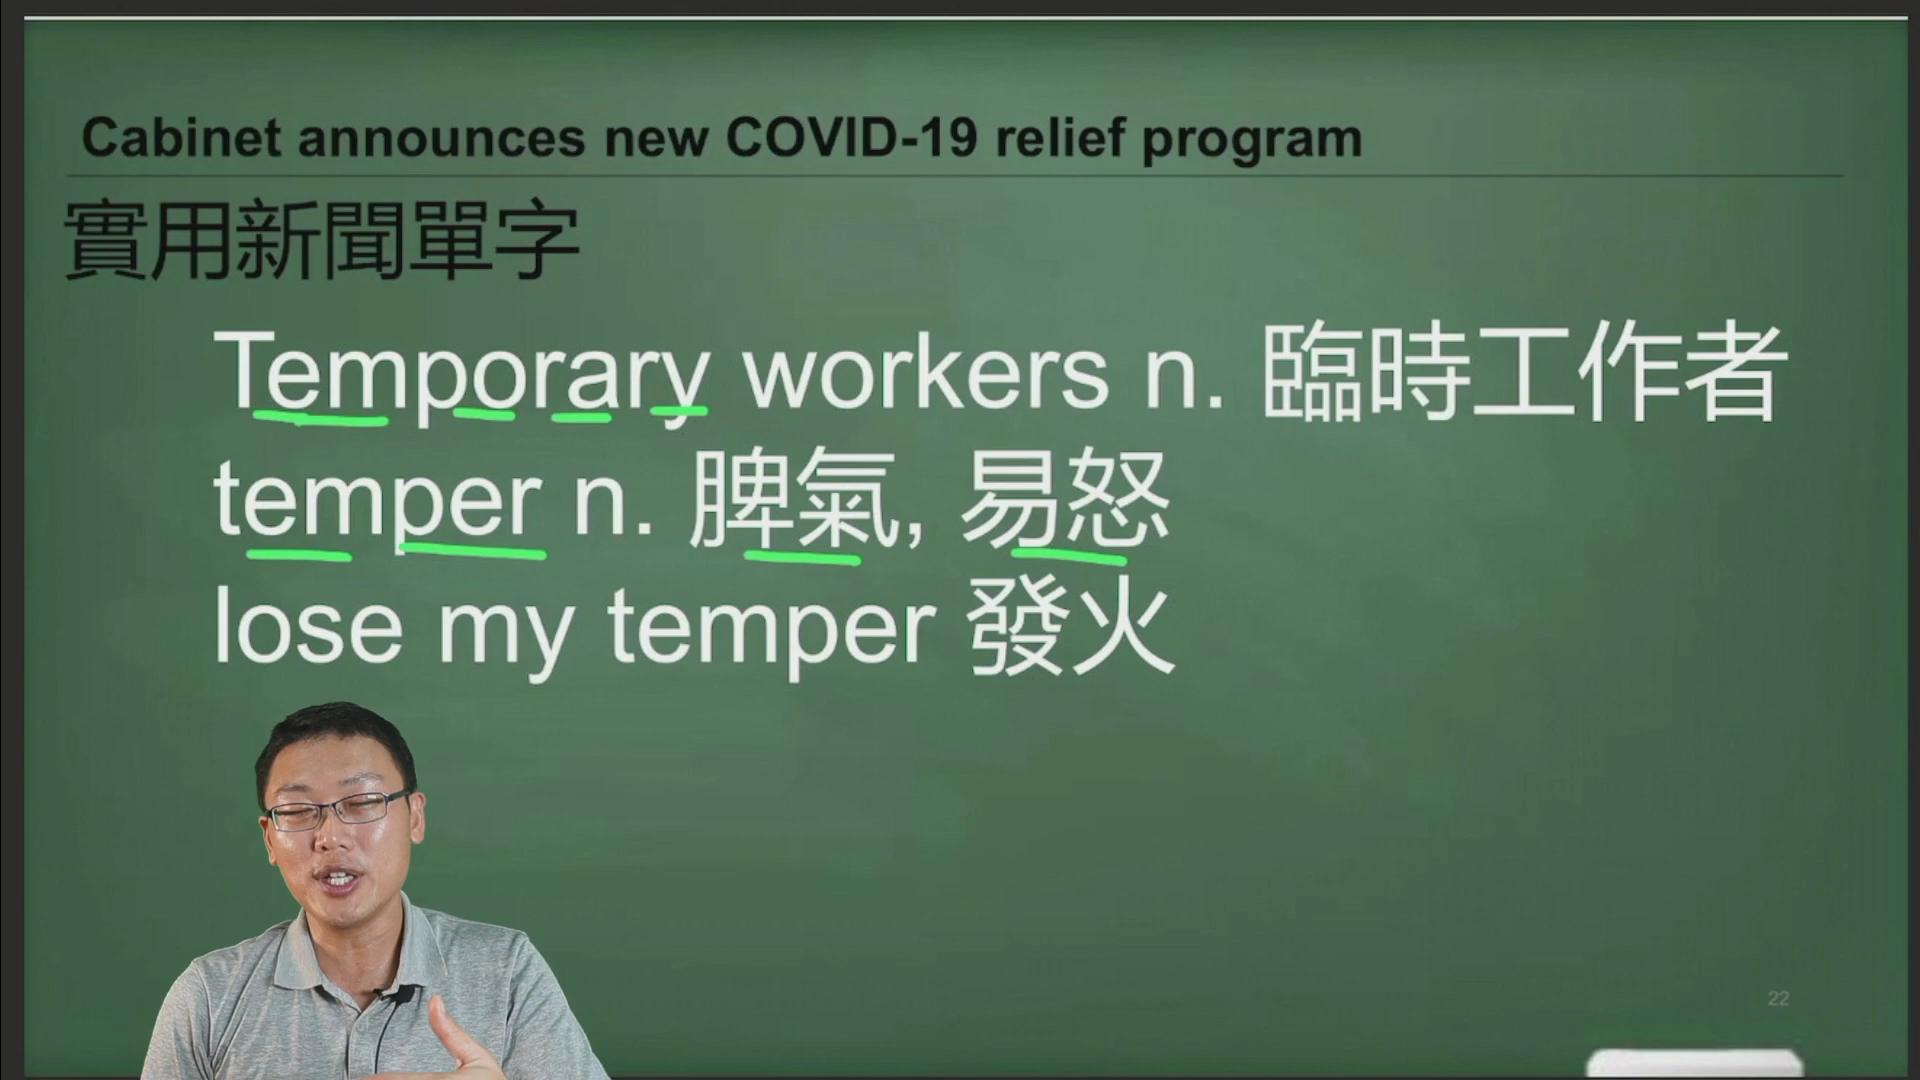 Cabinet announces new COVID-19 relief program
實用新聞單字
Temporary workers n. 臨時工作者
temper n. 脾氣, 易怒
lose my temper 發火
22